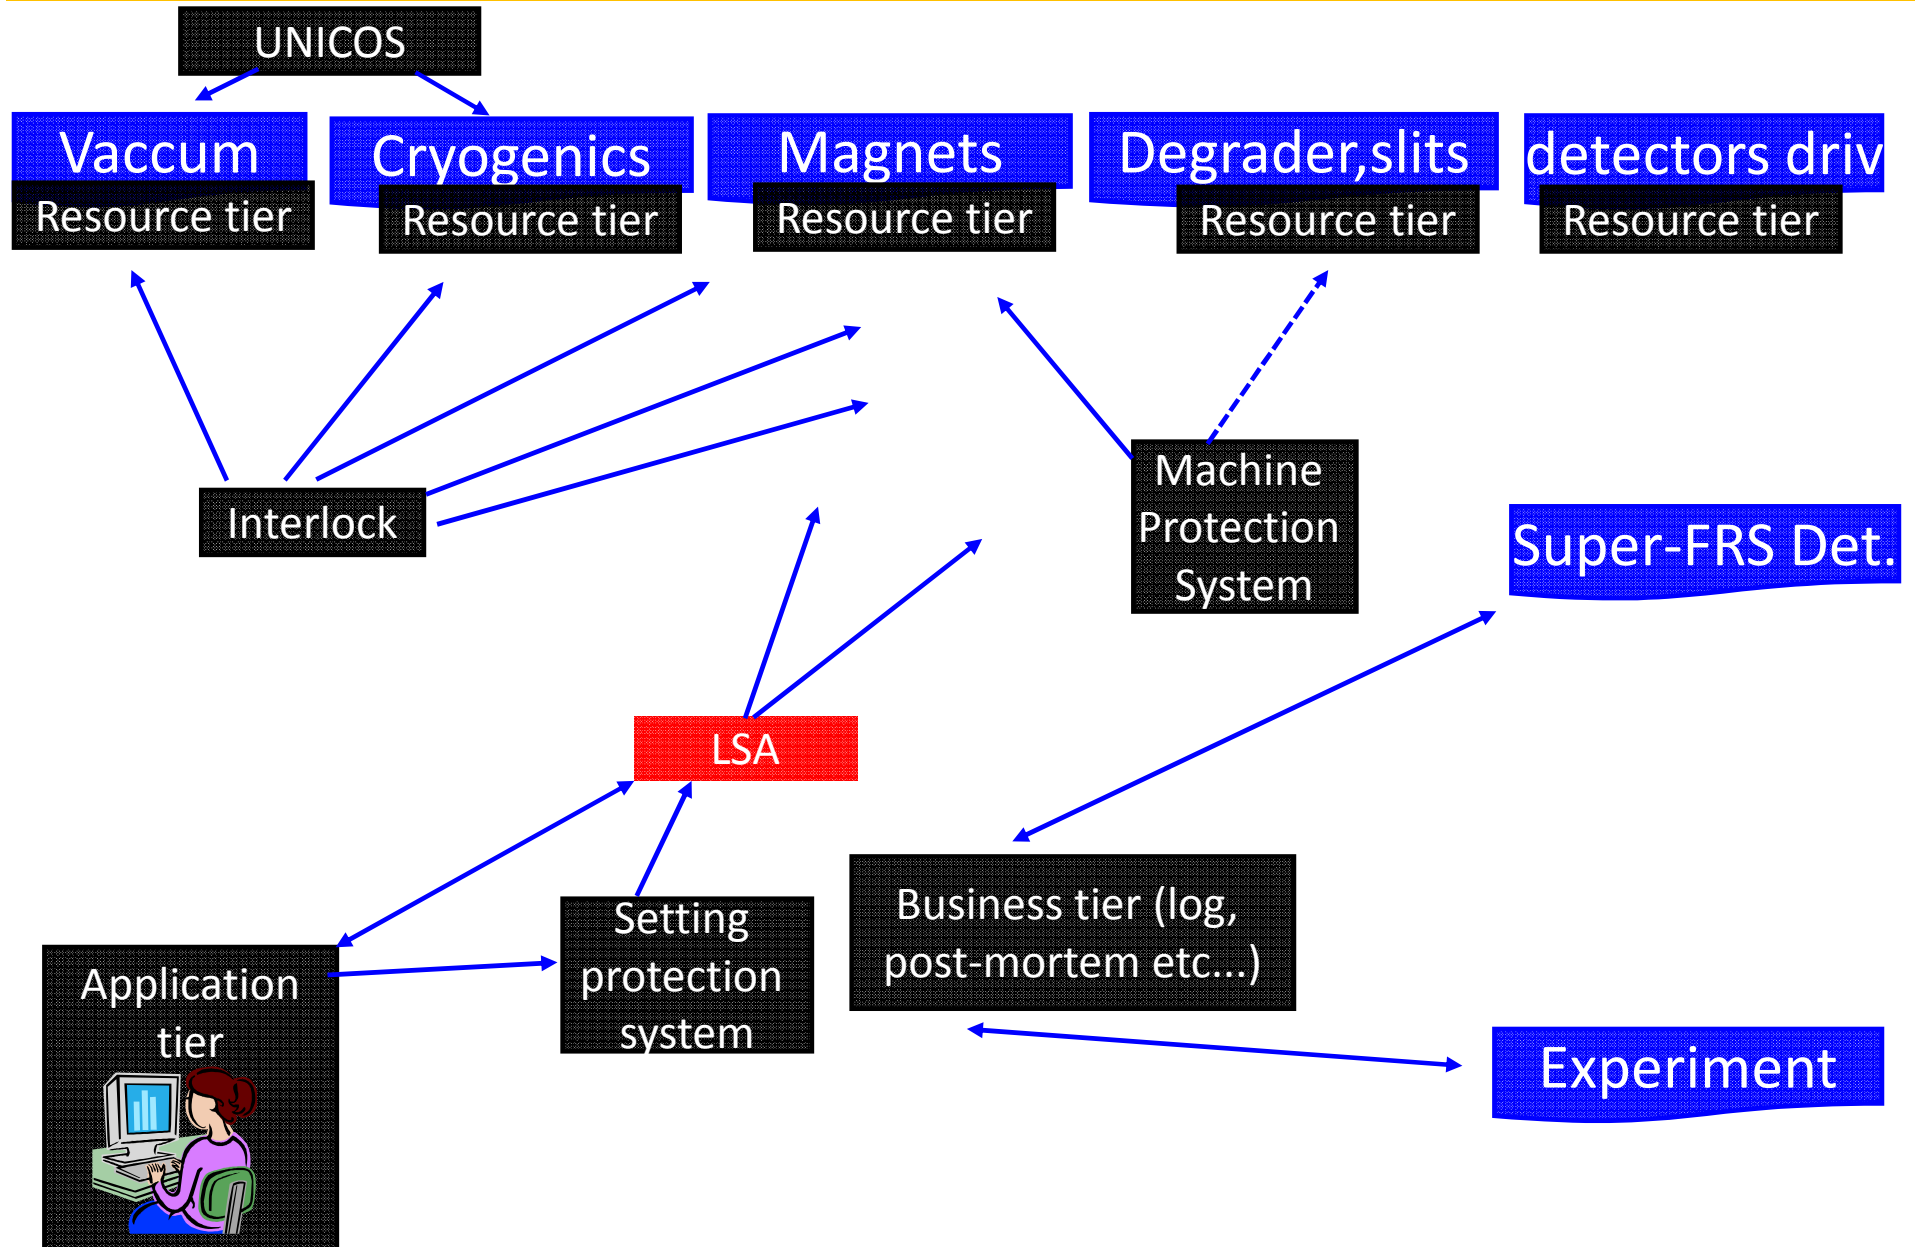 UNICOS
Vaccum
Cryogenics
Magnets
Degrader,slits
detectors driv
Resource tier
Resource tier
Resource tier
Resource tier
Resource tier
Interlock
Machine
Protection
System
Super-FRS Det.
LSA
Setting
protection
system
Business tier (log,
post-mortem etc...)
Application
tier
Experiment